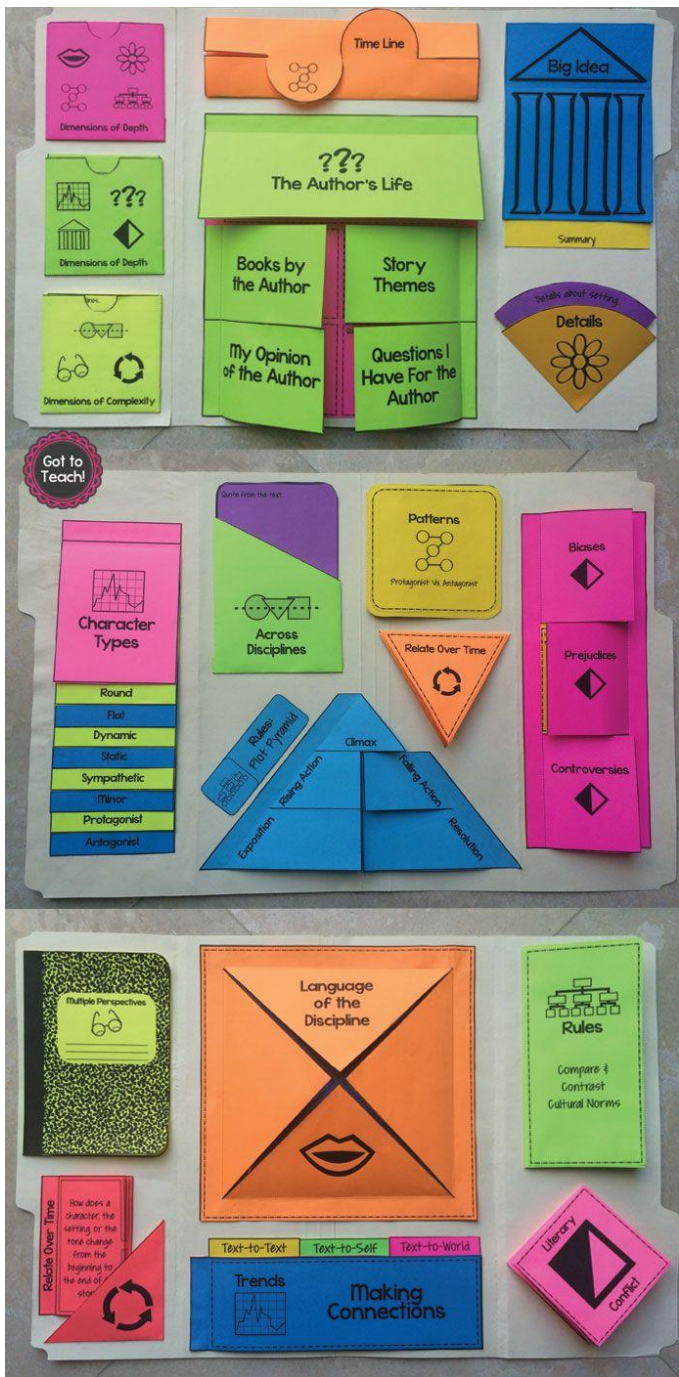 Dimensions of Depth
???
Dimensions of Depth
Dimensions of Complexity
Time Line
???
The Author's Life
Books by
the Author
Story
Themes
My Opinion
of the Author
Questions I
Have For the
Author
Big Idea
Summary
Details about setting
Details
Got to
Teach!
Character
Types
Round
Flat
Dynamic
Static
Sympathetic
Minor
Protagonist
Antagonist
Quote from the text...
Across
Disciplines
Patterns
Protagonist Vs Antagonist
Relate Over Time
Rules:
Plot Pyramid
Climax
Rising Action
Falling Action
Exposition
Resolution
Biases
Prejudices
Controversies
Multiple Perspectives
Language
of the
Discipline
Rules
Compare &
Contrast
Cultural Norms
Relate Over Time
How does a
character, the
setting or the
tone change
from the
beginning to
the end of
Text-to-Text
Text-to-Self
Text-to-World
Trends
Making
Connections
Literary
Conflict